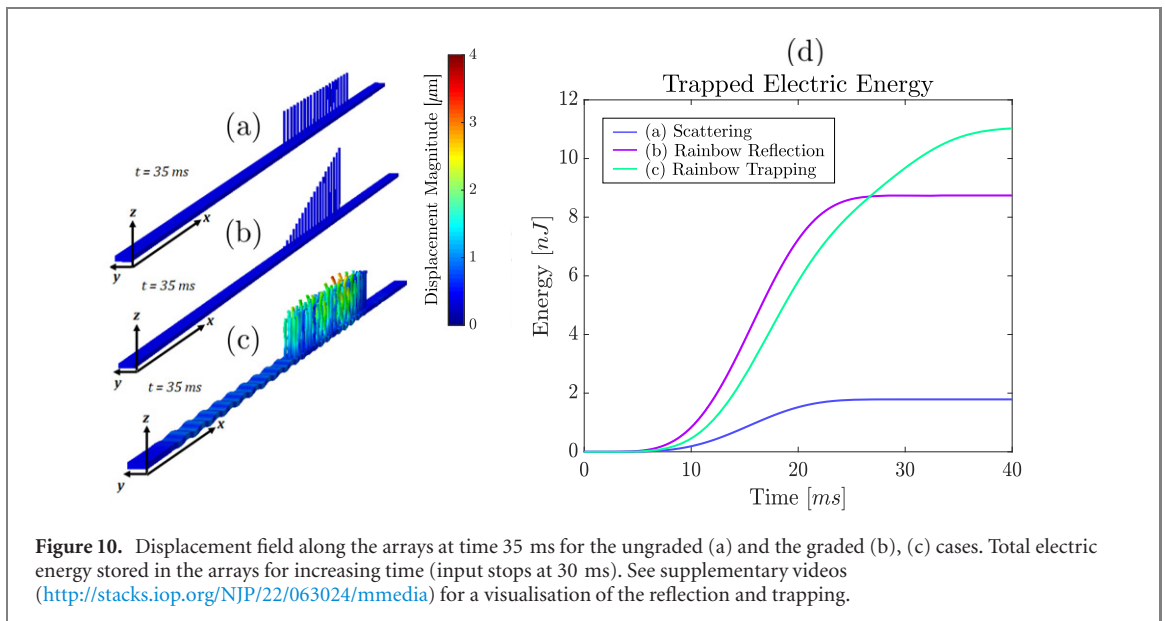 (a)
t = 35 ms
z
x
y
(b)
t = 35 ms
z
x
y
(c)
t = 35 ms
z
x
y
Displacement Magnitude [μm]
4
3
2
1
0
(d)
Trapped Electric Energy
(a) Scattering
(b) Rainbow Reflection
(c) Rainbow Trapping
Energy [nJ]
12
10
8
6
4
2
0
0 10 20 30 40
Time [ms]
Figure 10. Displacement field along the arrays at time 35 ms for the ungraded (a) and the graded (b), (c) cases. Total electric
energy stored in the arrays for increasing time (input stops at 30 ms). See supplementary videos
(http://stacks.iop.org/NJP/22/063024/mmedia) for a visualisation of the reflection and trapping.